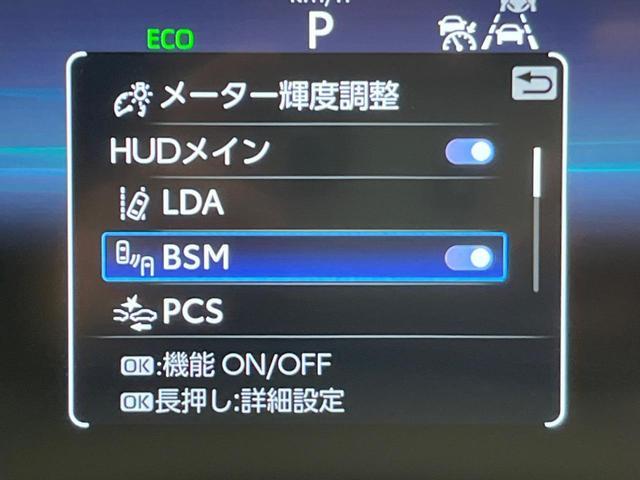 km/h
ECO
P
メーター輝度調整
HUDメイン
LDA
BSM
PCS
OK:機能 ON/OFF
OK長押し:詳細設定